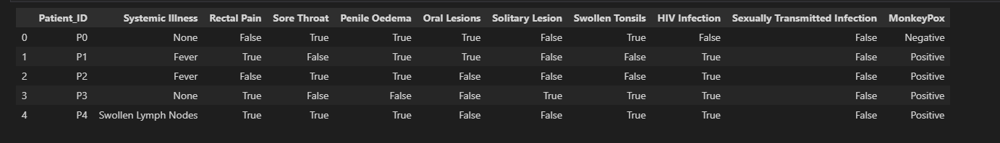 Patient_ID Systemic Illness Rectal Pain Sore Throat Penile Oedema Oral Lesions Solitary Lesion Swollen Tonsils HIV Infection Sexually Transmitted Infection MonkeyPox
0 P0 None False True True True False True False False Negative
1 P1 Fever True False True True False False True False Positive
2 P2 Fever False True True False False False True False Positive
3 P3 None True False False False True True True False Positive
4 P4 Swollen Lymph Nodes True True True False False True True False Positive